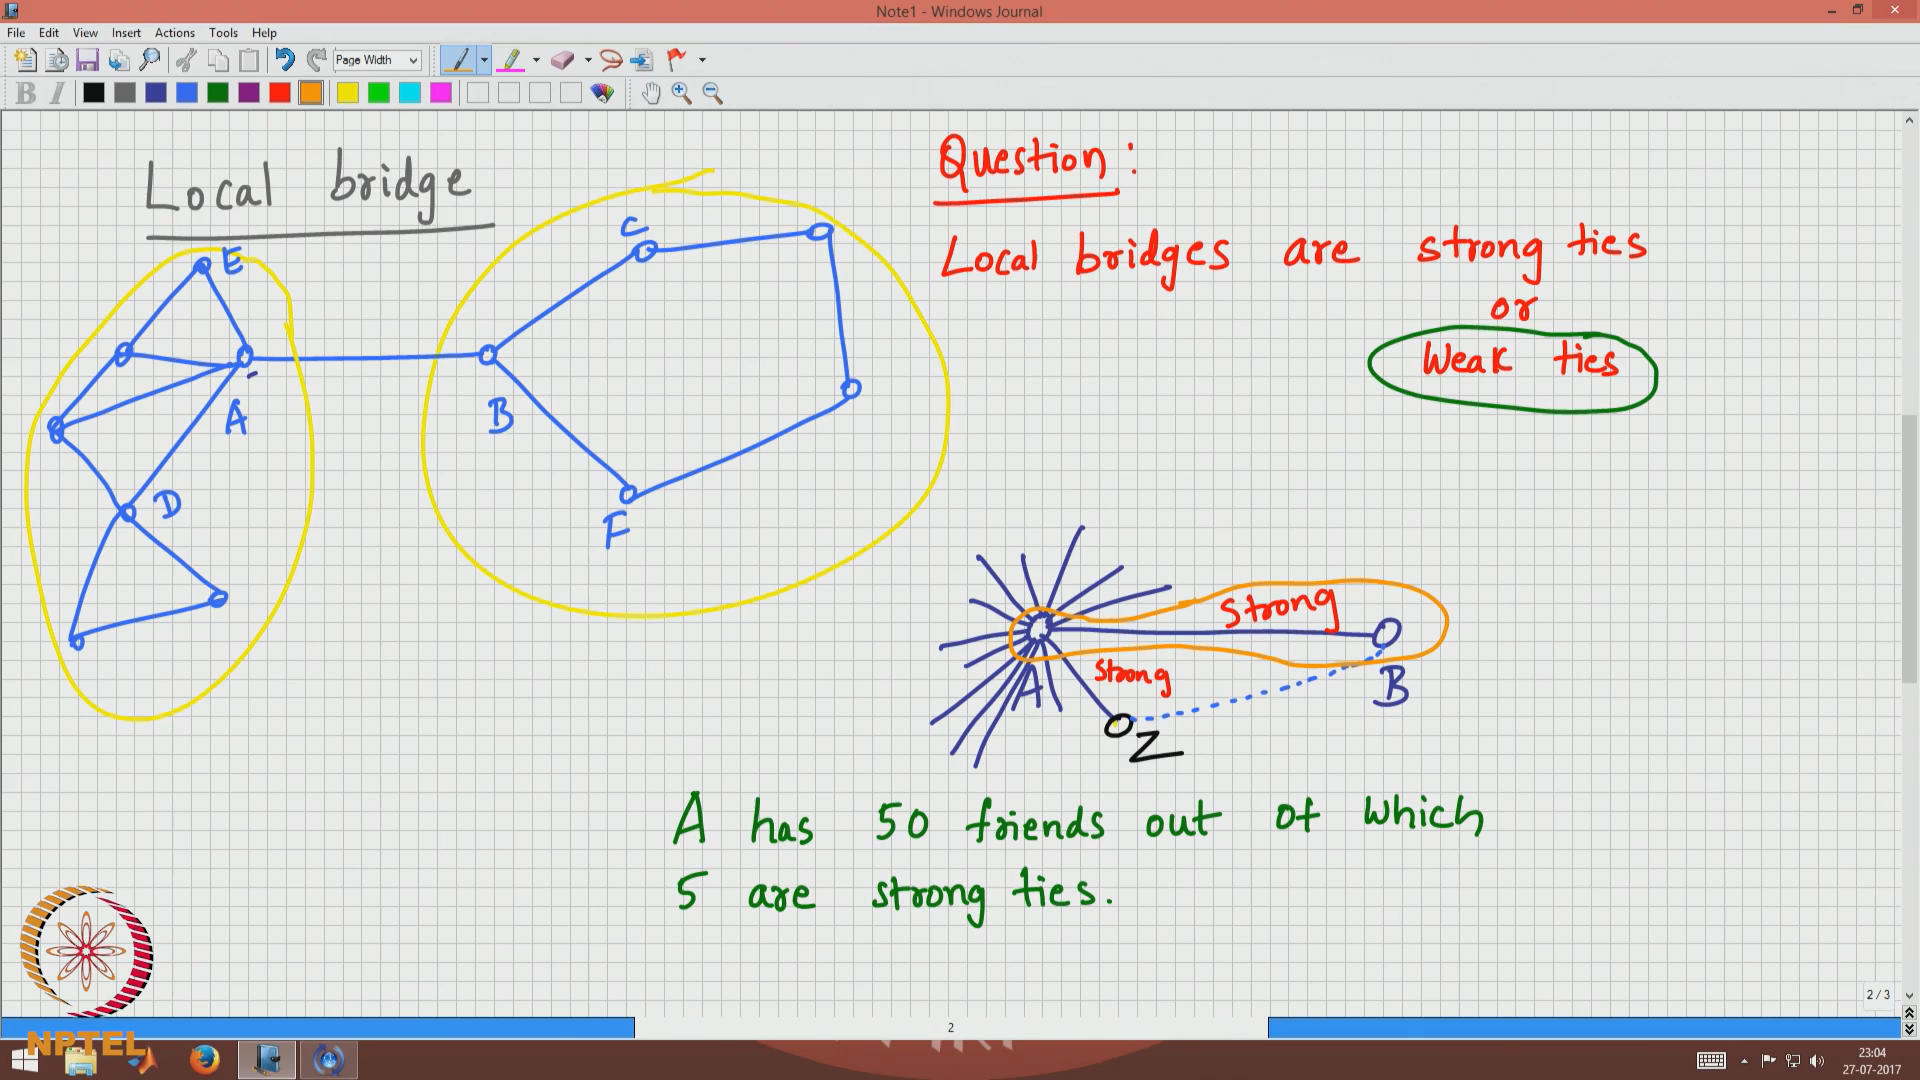 Note1 - Windows Journal
File Edit View Insert Actions Tools Help
Page Width
B I
Local bridge
E
A
D
B
C
F
Question:
Local bridges are strong ties
or
Weak ties
Strong
Strong
A
B
Z
A has 50 friends out of which
5 are strong ties.
2 / 3
2
NPTEL
23:04
27-07-2017